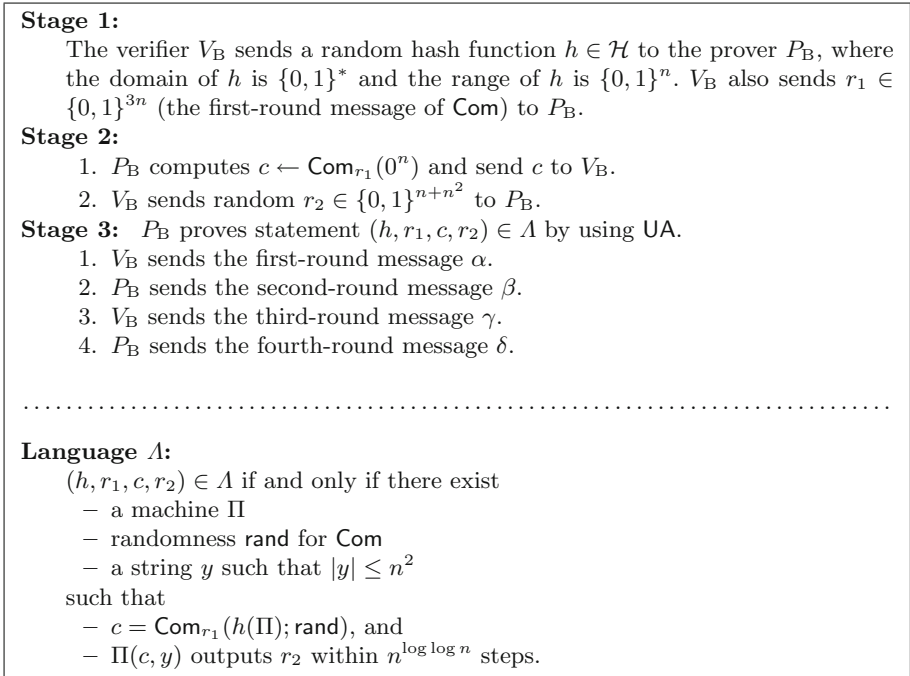 Stage 1:
The verifier V_B sends a random hash function h ∈ ℋ to the prover P_B, where
the domain of h is {0, 1}^* and the range of h is {0, 1}^n. V_B also sends r_1 ∈
{0, 1}^{3n} (the first-round message of Com) to P_B.
Stage 2:
1. P_B computes c ← Com_{r_1}(0^n) and send c to V_B.
2. V_B sends random r_2 ∈ {0, 1}^{n+n^2} to P_B.
Stage 3: P_B proves statement (h, r_1, c, r_2) ∈ Λ by using UA.
1. V_B sends the first-round message α.
2. P_B sends the second-round message β.
3. V_B sends the third-round message γ.
4. P_B sends the fourth-round message δ.
Language Λ:
(h, r_1, c, r_2) ∈ Λ if and only if there exist
– a machine Π
– randomness rand for Com
– a string y such that |y| ≤ n^2
such that
– c = Com_{r_1}(h(Π); rand), and
– Π(c, y) outputs r_2 within n^{log log n} steps.